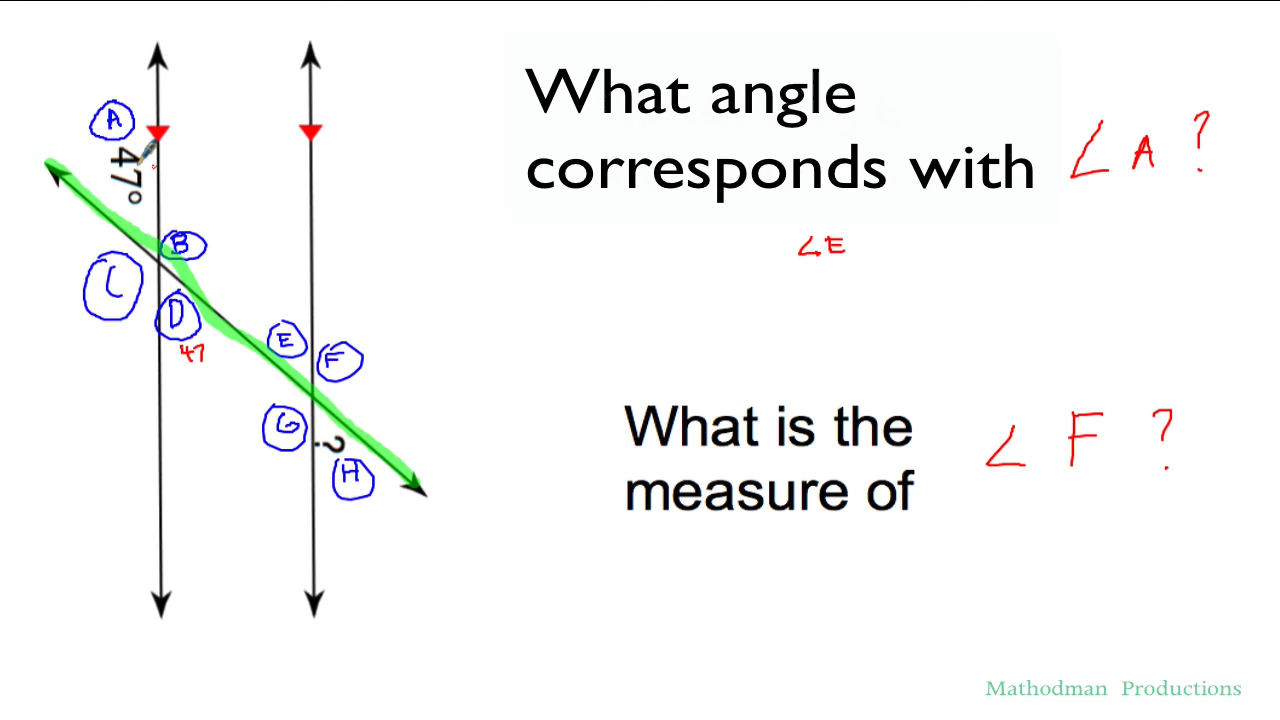 What angle
corresponds with ∠A?
∠E
What is the
measure of ∠F?
A
47°
B
C
D
47
E
F
G
?
H
Mathodman Productions